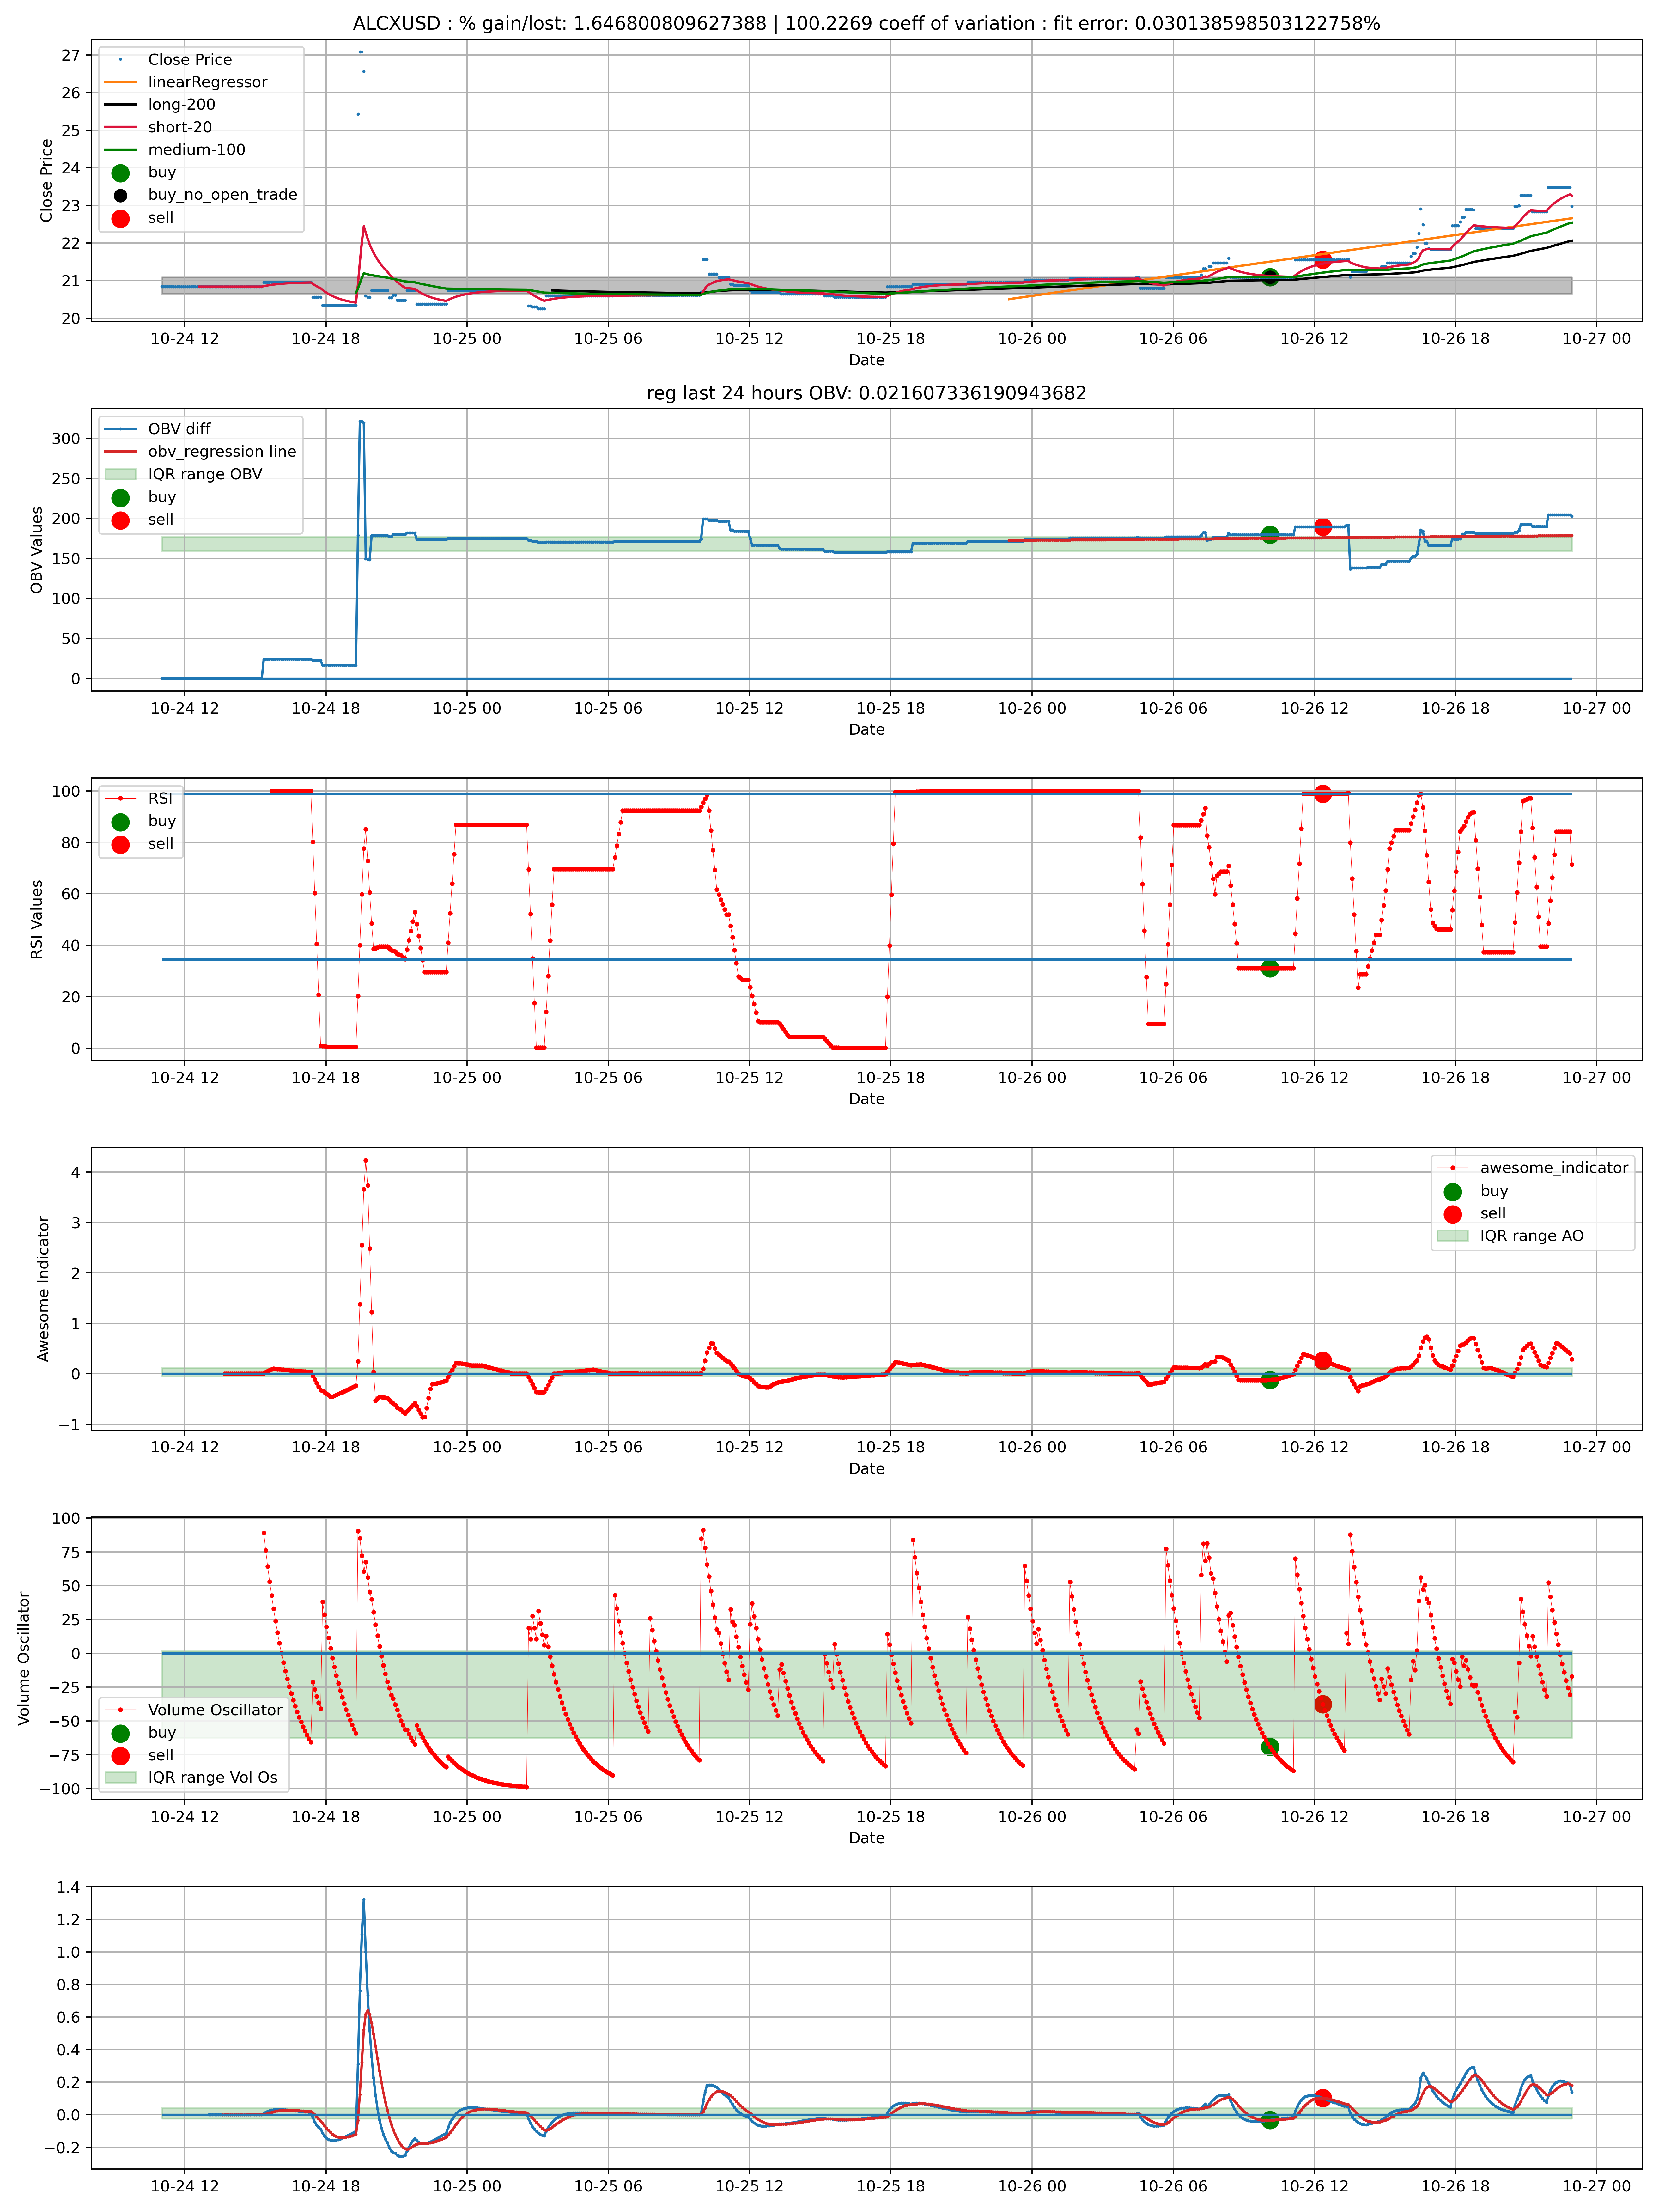 ALCXUSD : % gain/lost: 1.646800809627388 | 100.2269 coeff of variation : fit error: 0.030138598503122758%
27
26
25
24
23
22
21
20
Close Price
Close Price
linearRegressor
long-200
short-20
medium-100
buy
buy_no_open_trade
sell
10-24 12 10-24 18 10-25 00 10-25 06 10-25 12 10-25 18 10-26 00 10-26 06 10-26 12 10-26 18 10-27 00
Date
reg last 24 hours OBV: 0.021607336190943682
300
250
200
150
100
50
0
OBV Values
OBV diff
obv_regression line
IQR range OBV
buy
sell
10-24 12 10-24 18 10-25 00 10-25 06 10-25 12 10-25 18 10-26 00 10-26 06 10-26 12 10-26 18 10-27 00
Date
100
80
60
40
20
0
RSI Values
RSI
buy
sell
10-24 12 10-24 18 10-25 00 10-25 06 10-25 12 10-25 18 10-26 00 10-26 06 10-26 12 10-26 18 10-27 00
Date
4
3
2
1
0
−1
Awesome Indicator
awesome_indicator
buy
sell
IQR range AO
10-24 12 10-24 18 10-25 00 10-25 06 10-25 12 10-25 18 10-26 00 10-26 06 10-26 12 10-26 18 10-27 00
Date
100
75
50
25
0
−25
−50
−75
−100
Volume Oscillator
Volume Oscillator
buy
sell
IQR range Vol Os
10-24 12 10-24 18 10-25 00 10-25 06 10-25 12 10-25 18 10-26 00 10-26 06 10-26 12 10-26 18 10-27 00
Date
1.4
1.2
1.0
0.8
0.6
0.4
0.2
0.0
−0.2
10-24 12 10-24 18 10-25 00 10-25 06 10-25 12 10-25 18 10-26 00 10-26 06 10-26 12 10-26 18 10-27 00